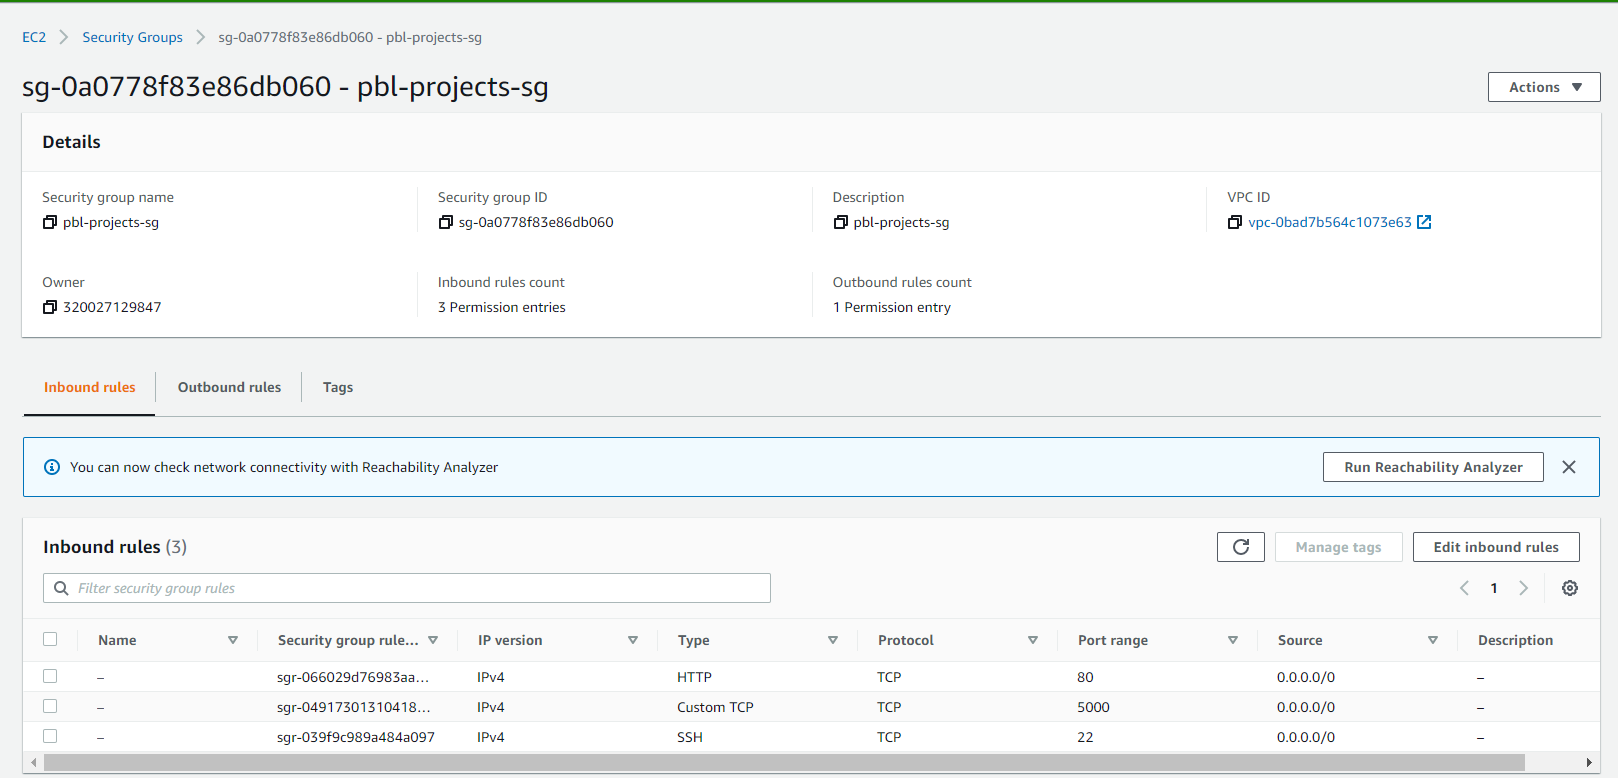 EC2 > Security Groups > sg-0a0778f83e86db060 - pbl-projects-sg
sg-0a0778f83e86db060 - pbl-projects-sg
Actions
Details
Security group name
pbl-projects-sg
Security group ID
sg-0a0778f83e86db060
Description
pbl-projects-sg
VPC ID
vpc-0bad7b564c1073e63
Owner
320027129847
Inbound rules count
3 Permission entries
Outbound rules count
1 Permission entry
Inbound rules Outbound rules Tags
You can now check network connectivity with Reachability Analyzer
Run Reachability Analyzer
Inbound rules (3)
Manage tags
Edit inbound rules
Filter security group rules
1
Name Security group rule... IP version Type Protocol Port range Source Description
– sgr-066029d76983aa... IPv4 HTTP TCP 80 0.0.0.0/0 –
– sgr-04917301310418... IPv4 Custom TCP TCP 5000 0.0.0.0/0 –
– sgr-039f9c989a484a097 IPv4 SSH TCP 22 0.0.0.0/0 –